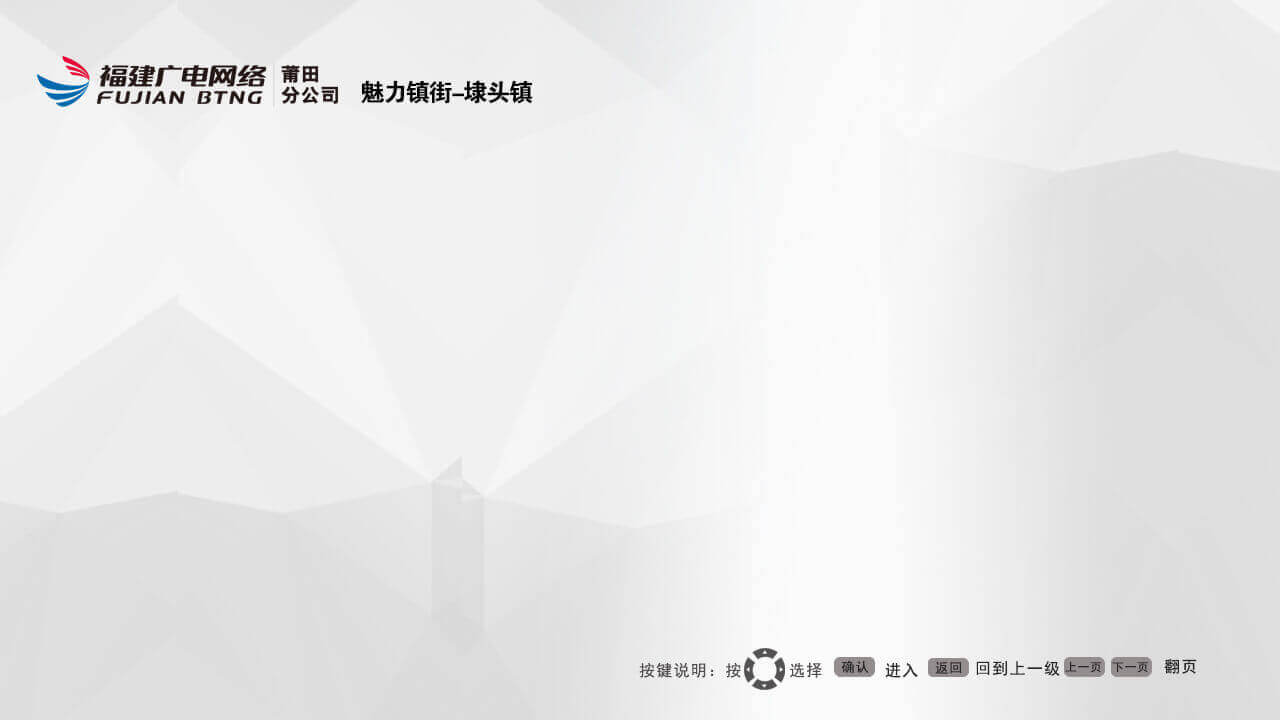 福建广电网络
FUJIAN BTNG
莆田
分公司
魅力镇街-埭头镇
按键说明：按 选择 确认 进入 返回 回到上一级 上一页 下一页 翻页